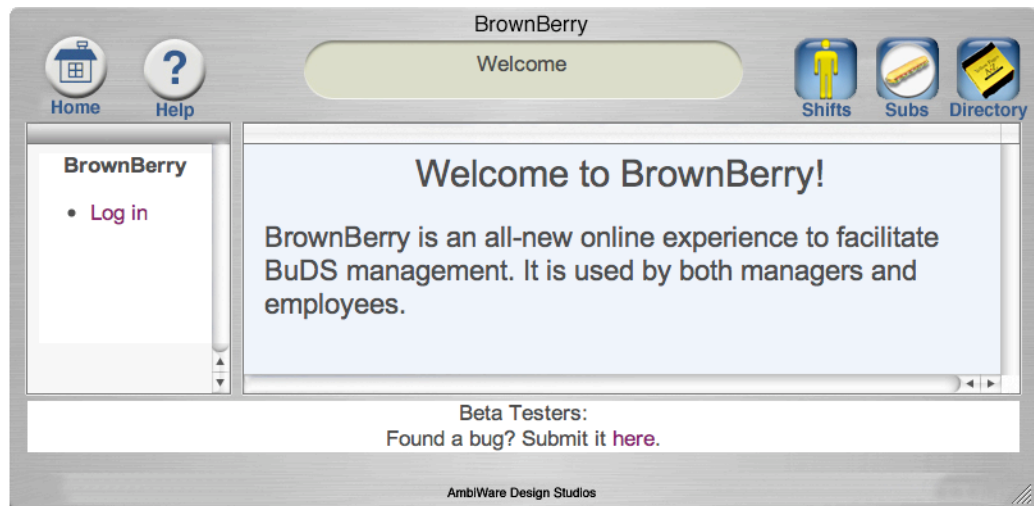 BrownBerry
Welcome
Home
Help
Shifts
Subs
Directory
BrownBerry
• Log in
Welcome to BrownBerry!
BrownBerry is an all-new online experience to facilitate
BuDS management. It is used by both managers and
employees.
Beta Testers:
Found a bug? Submit it here.
AmbiWare Design Studios